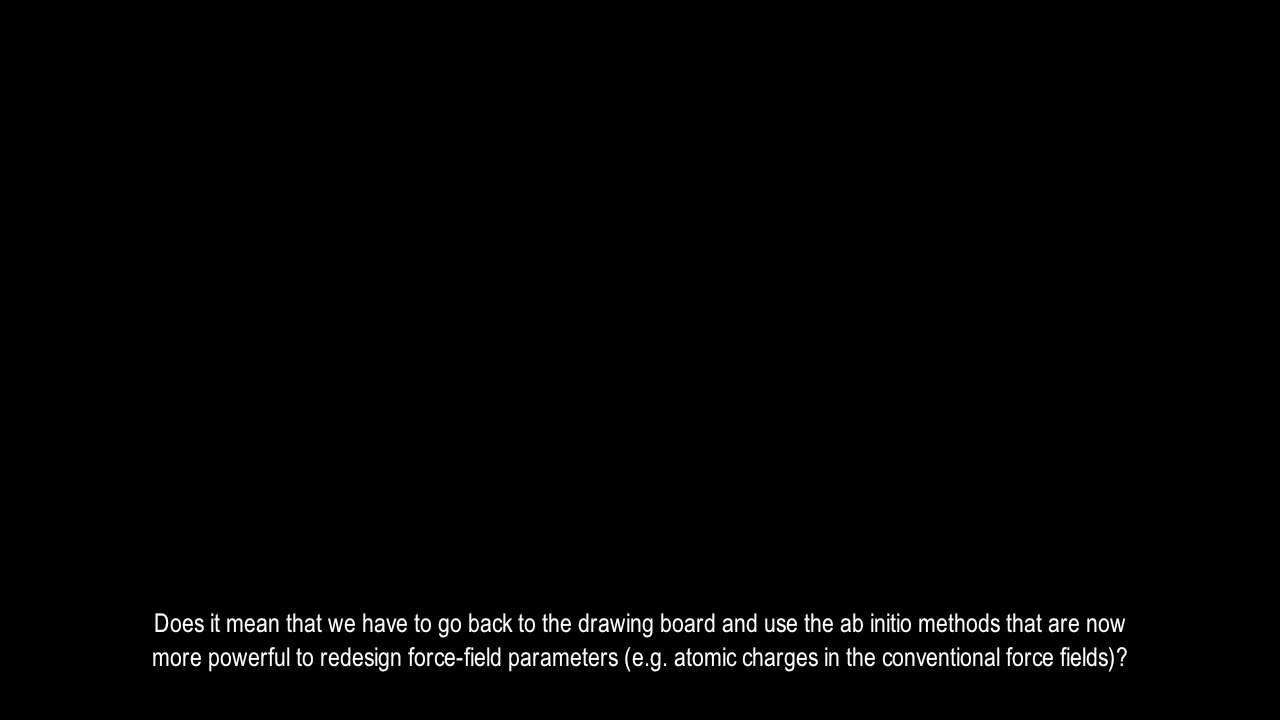 Does it mean that we have to go back to the drawing board and use the ab initio methods that are now
more powerful to redesign force-field parameters (e.g. atomic charges in the conventional force fields)?